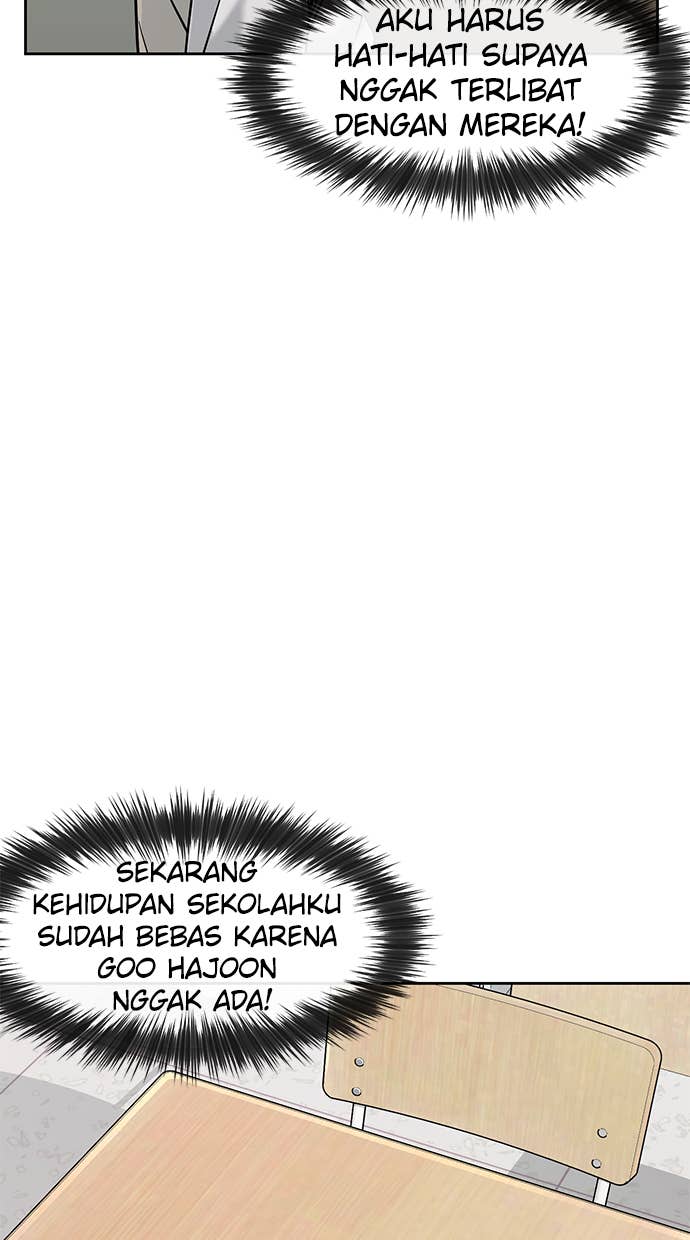 AKU HARUS
HATI-HATI SUPAYA
NGGAK TERLIBAT
DENGAN MEREKA!
SEKARANG
KEHIDUPAN SEKOLAHKU
SUDAH BEBAS KARENA
GOO HAJOON
NGGAK ADA!